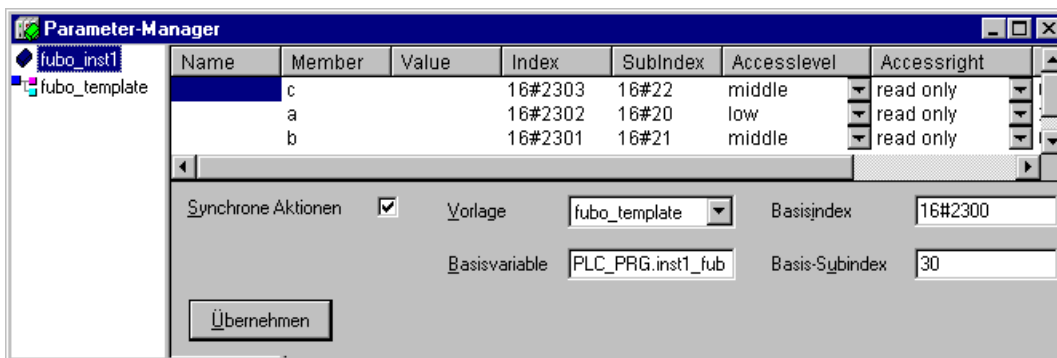 Parameter-Manager
fubo_inst1
fubo_template
Name Member Value Index SubIndex Accesslevel Accessright
c 16#2303 16#22 middle read only
a 16#2302 16#20 low read only
b 16#2301 16#21 middle read only
Synchrone Aktionen Vorlage fubo_template Basisindex 16#2300
Basisvariable PLC_PRG.inst1_fub Basis-Subindex 30
Übernehmen